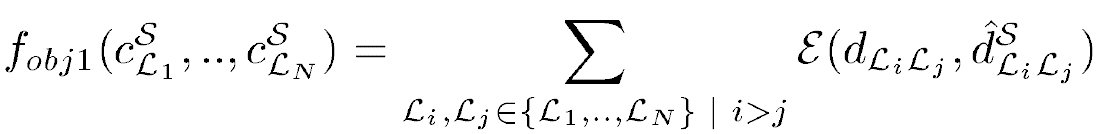 f_{obj1}(c^{\mathcal{S}}_{\mathcal{L}_1},..,c^{\mathcal{S}}_{\mathcal{L}_N}) = \sum_{\mathcal{L}_i,\mathcal{L}_j \in \{\mathcal{L}_1,..,\mathcal{L}_N\} \mid i>j} \mathcal{E}(d_{\mathcal{L}_i\mathcal{L}_j},\hat{d}^{\mathcal{S}}_{\mathcal{L}_i\mathcal{L}_j})